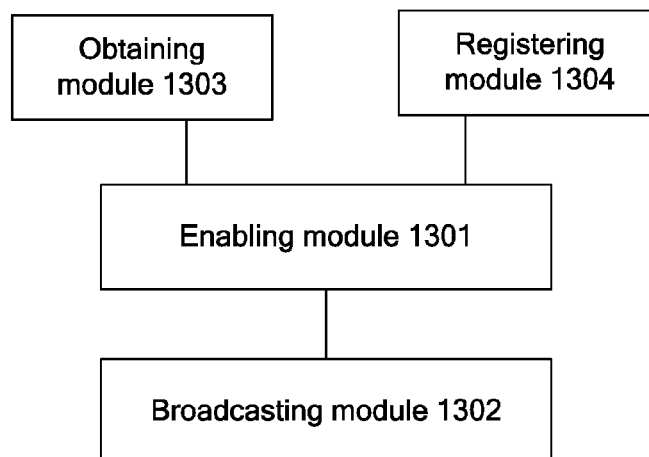 Obtaining
module 1303
Registering
module 1304
Enabling module 1301
Broadcasting module 1302